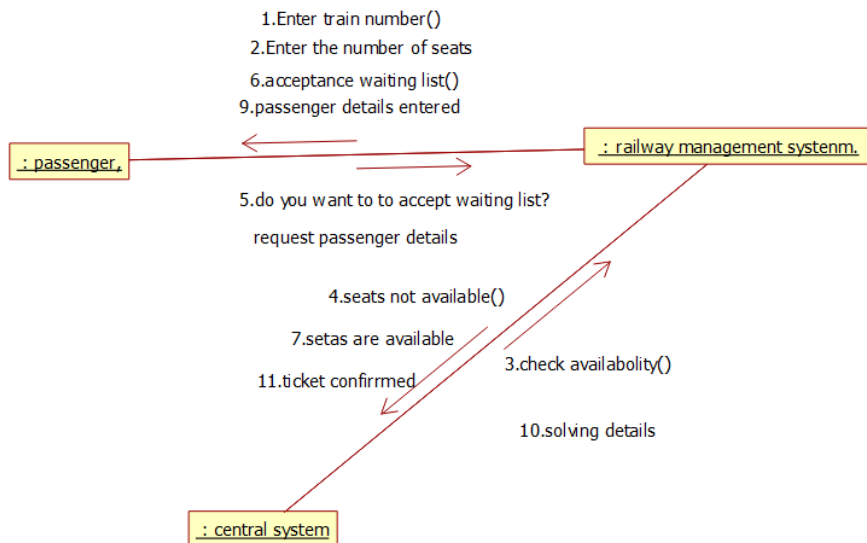 1.Enter train number()
2.Enter the number of seats
6.acceptance waiting list()
9.passenger details entered
: passenger,
: railway management systenm.
5.do you want to to accept waiting list?
request passenger details
4.seats not available()
7.setas are available
3.check availabolity()
11.ticket confirrmed
10.solving details
: central system